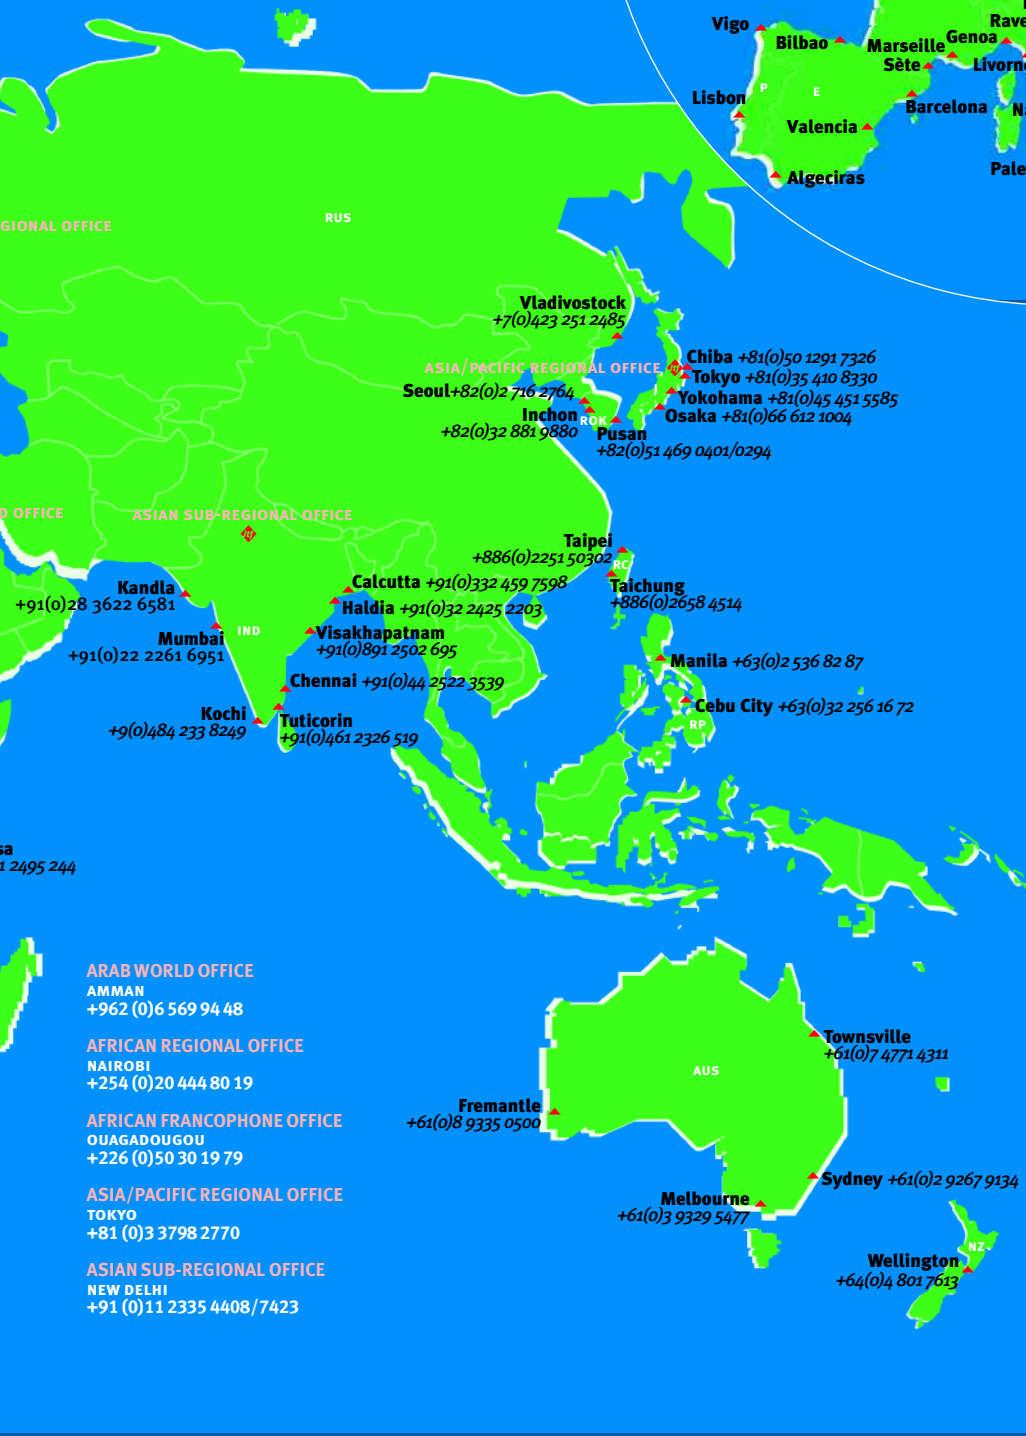 Vigo
Bilbao
Marseille
Sète
Genoa
Rave
Livorno
Lisbon
P
E
Barcelona
Valencia
Na
Algeciras
Pale
GIONAL OFFICE
RUS
Vladivostock
+7(0)423 251 2485
ASIA/PACIFIC REGIONAL OFFICE
Chiba +81(0)50 1291 7326
Tokyo +81(0)35 410 8330
Yokohama +81(0)45 451 5585
Osaka +81(0)66 612 1004
Seoul+82(0)2 716 2764
Inchon
+82(0)32 881 9880
ROK
Pusan
+82(0)51 469 0401/0294
D OFFICE
ASIAN SUB-REGIONAL OFFICE
Taipei
+886(0)2251 50302
RC
Taichung
+886(0)2658 4514
Kandla
+91(0)28 3622 6581
Calcutta +91(0)332 459 7598
Haldia +91(0)32 2425 2203
IND
Mumbai
+91(0)22 2261 6951
Visakhapatnam
+91(0)891 2502 695
Manila +63(0)2 536 82 87
Chennai +91(0)44 2522 3539
Cebu City +63(0)32 256 16 72
RP
Kochi
+9(0)484 233 8249
Tuticorin
+91(0)461 2326 519
sa
1 2495 244
ARAB WORLD OFFICE
AMMAN
+962 (0)6 569 94 48
AFRICAN REGIONAL OFFICE
NAIROBI
+254 (0)20 444 80 19
AFRICAN FRANCOPHONE OFFICE
OUAGADOUGOU
+226 (0)50 30 19 79
ASIA/PACIFIC REGIONAL OFFICE
TOKYO
+81 (0)3 3798 2770
ASIAN SUB-REGIONAL OFFICE
NEW DELHI
+91 (0)11 2335 4408/7423
Townsville
+61(0)7 4771 4311
AUS
Fremantle
+61(0)8 9335 0500
Sydney +61(0)2 9267 9134
Melbourne
+61(0)3 9329 5477
NZ
Wellington
+64(0)4 801 7613